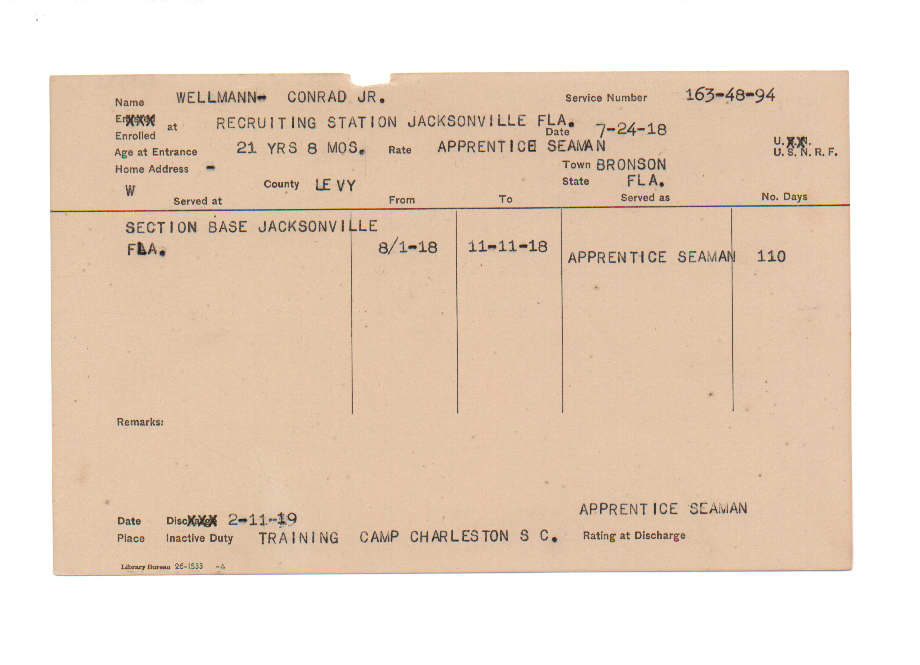 Name WELLMANN- CONRAD JR. Service Number 163-48-94
at RECRUITING STATION JACKSONVILLE FLA. Date 7-24-18
Enrolled
Age at Entrance 21 YRS 8 MOS. Rate APPRENTICE SEAMAN U.S.N.R.F.
Home Address - Town BRONSON
W County LEVY State FLA.
Served at From To Served as No. Days
SECTION BASE JACKSONVILLE
FLA. 8/1-18 11-11-18 APPRENTICE SEAMAN 110
Remarks:
APPRENTICE SEAMAN
Date 2-11-19
Place Inactive Duty TRAINING CAMP CHARLESTON S C. Rating at Discharge
Library Bureau 26-1533 -4